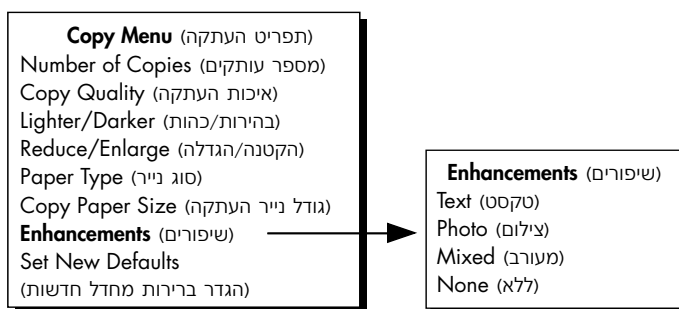 Copy Menu (תפריט העתקה)
Number of Copies (מספר עותקים)
Copy Quality (איכות העתקה)
Lighter/Darker (בהירות/כהות)
Reduce/Enlarge (הקטנה/הגדלה)
Paper Type (סוג נייר)
Copy Paper Size (גודל נייר העתקה)
Enhancements (שיפורים)
Set New Defaults
(הגדר ברירות מחדל חדשות)
Enhancements (שיפורים)
Text (טקסט)
Photo (צילום)
Mixed (מעורב)
None (ללא)